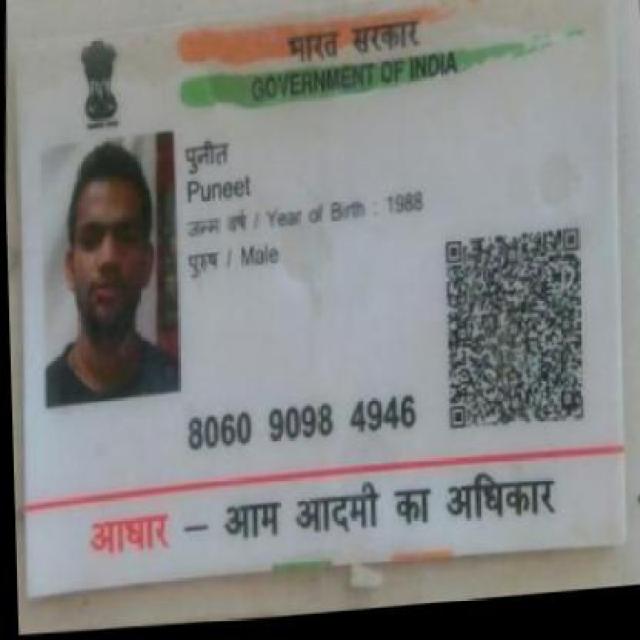 भारत सरकार
GOVERNMENT OF INDIA
पुनीत
Puneet
जन्म वर्ष / Year of Birth : 1988
पुरुष / Male
8060 9098 4946
आधार – आम आदमी का अधिकार